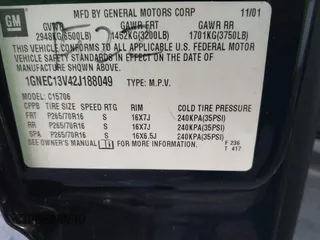 GM
MFD BY GENERAL MOTORS CORP 11/01
GVWR GAWR FRT GAWR RR
2948KG(6500LB) 1452KG(3200LB) 1701KG(3750LB)
THIS VEHICLE CONFORMS TO ALL APPLICABLE U.S. FEDERAL MOTOR
VEHICLE SAFETY STANDARDS IN EFFECT ON THE DATE OF
MANUFACTURE SHOWN ABOVE.
1GNEC13V42J188049 TYPE: M.P.V.
MODEL: C15706
CPPB TIRE SIZE SPEED RTG RIM COLD TIRE PRESSURE
FRT P265/70R16 S 16X7J 240KPA(35PSI)
RR P265/70R16 S 16X7J 240KPA(35PSI)
SPA P265/70R16 S 16X6.5J 240KPA(35PSI)
SEE OWNER'S MANUAL FOR ADDITIONAL INFORMATION
F 236
T 417